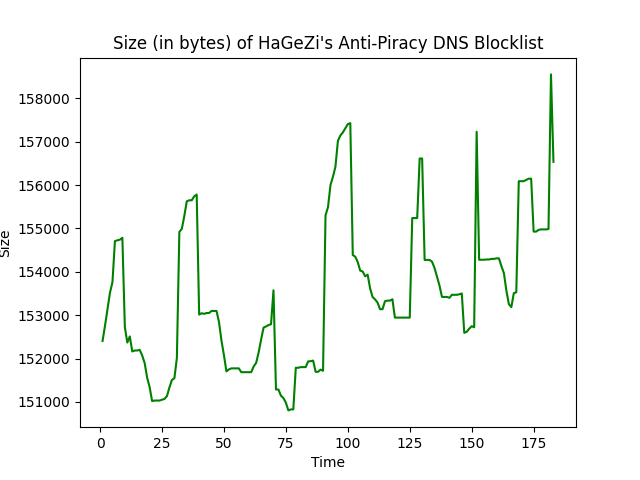 Size (in bytes) of HaGeZi's Anti-Piracy DNS Blocklist
158000
157000
156000
155000
154000
153000
152000
151000
Size
0 25 50 75 100 125 150 175
Time